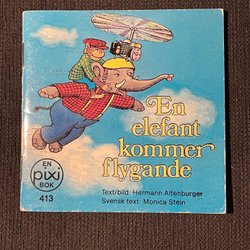 En
elefant
kommer
flygande
EN
pixi
BOK
413
Text/bild: Hermann Altenburger
Svensk text: Monica Stein